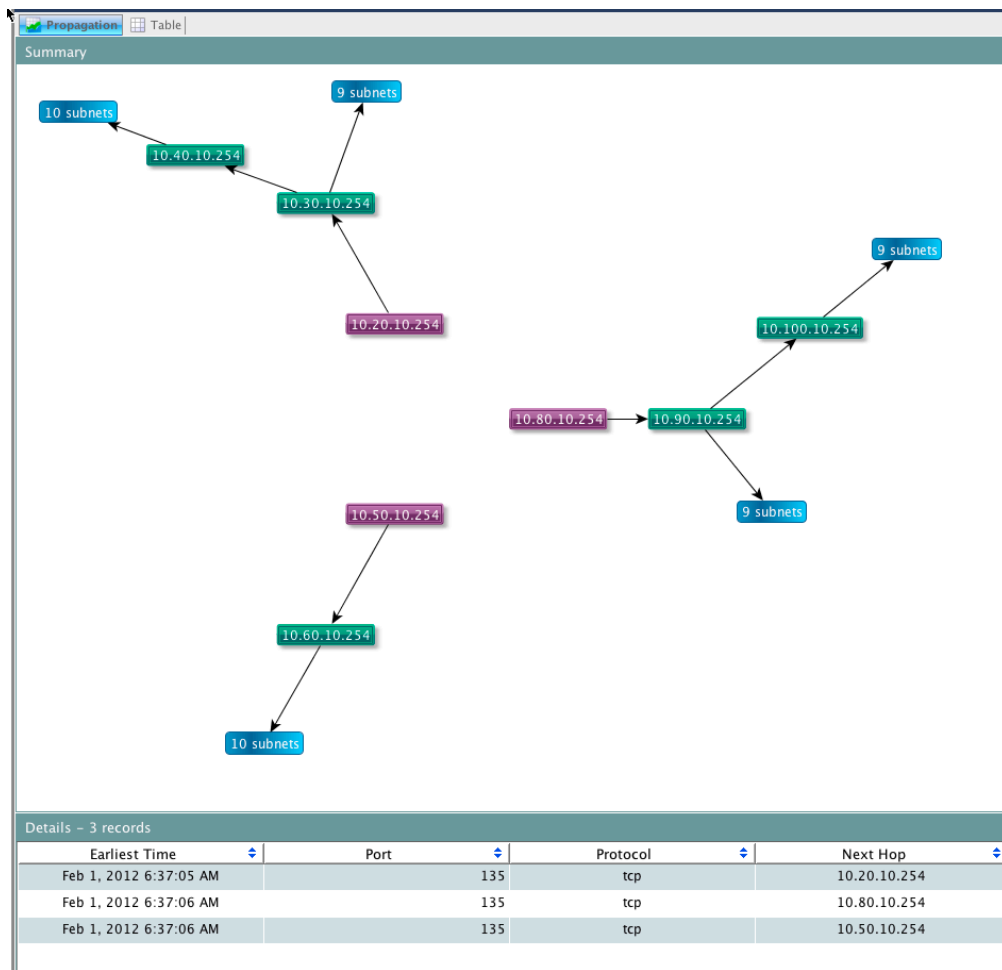 Propagation Table
Summary
9 subnets
10 subnets
10.40.10.254
10.30.10.254
9 subnets
10.20.10.254
10.100.10.254
10.80.10.254
10.90.10.254
9 subnets
10.50.10.254
10.60.10.254
10 subnets
Details – 3 records
Earliest Time Port Protocol Next Hop
Feb 1, 2012 6:37:05 AM 135 tcp 10.20.10.254
Feb 1, 2012 6:37:06 AM 135 tcp 10.80.10.254
Feb 1, 2012 6:37:06 AM 135 tcp 10.50.10.254